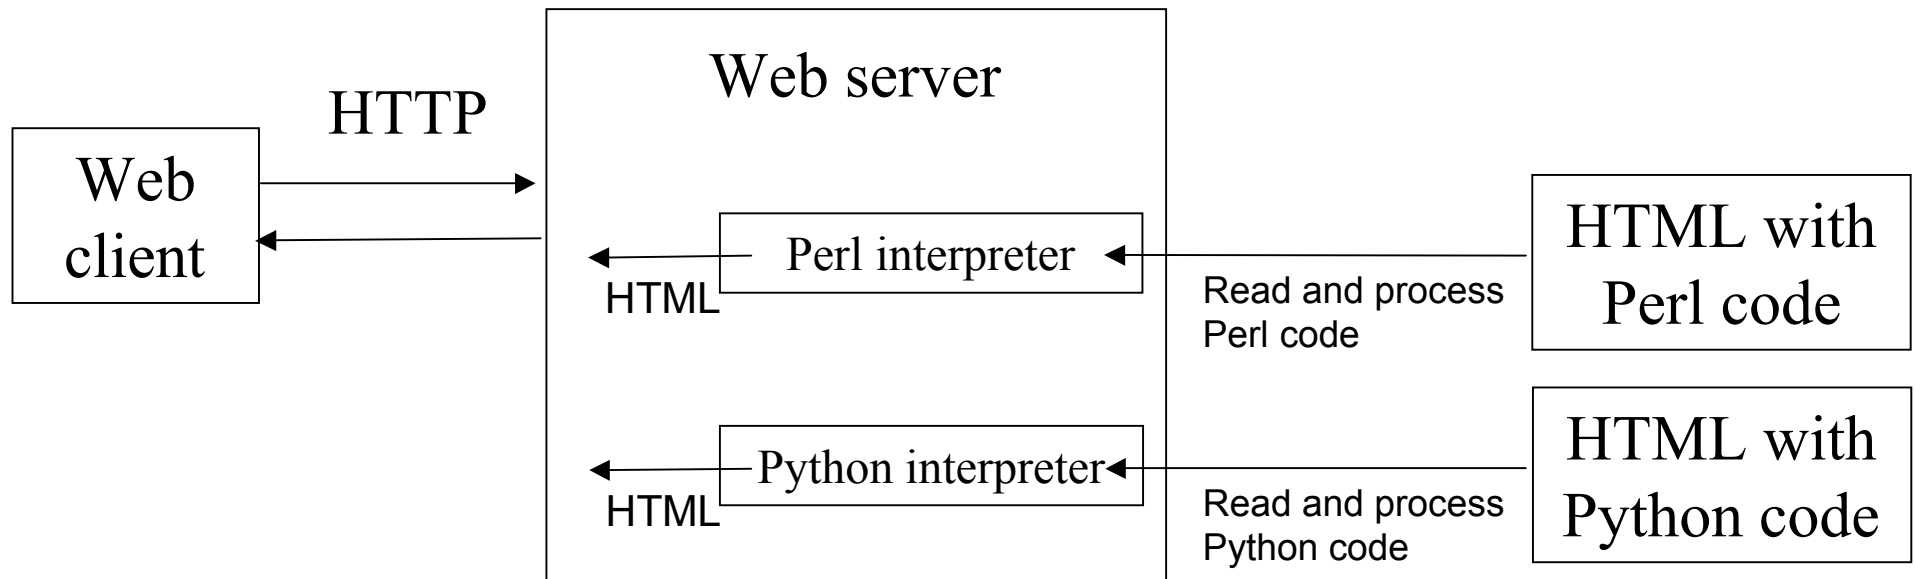 Web server
HTTP
Web
client
Perl interpreter
HTML
Read and process
Perl code
HTML with
Perl code
Python interpreter
HTML
Read and process
Python code
HTML with
Python code